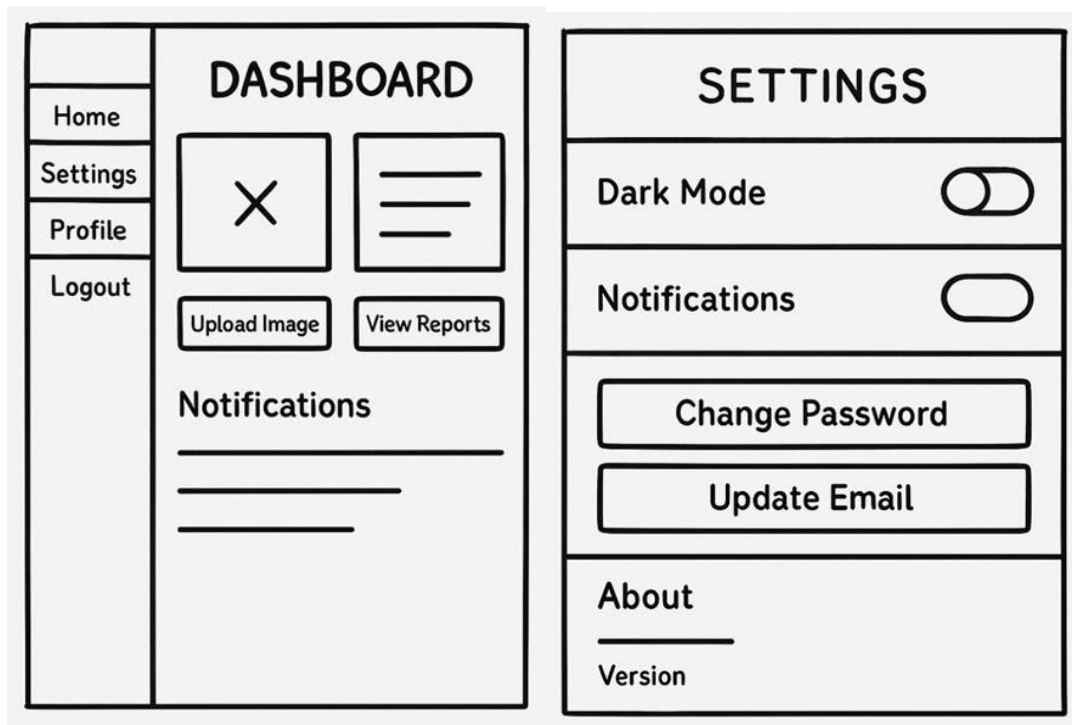 DASHBOARD
Home
Settings
Profile
Logout
Upload Image
View Reports
Notifications
SETTINGS
Dark Mode
Notifications
Change Password
Update Email
About
Version